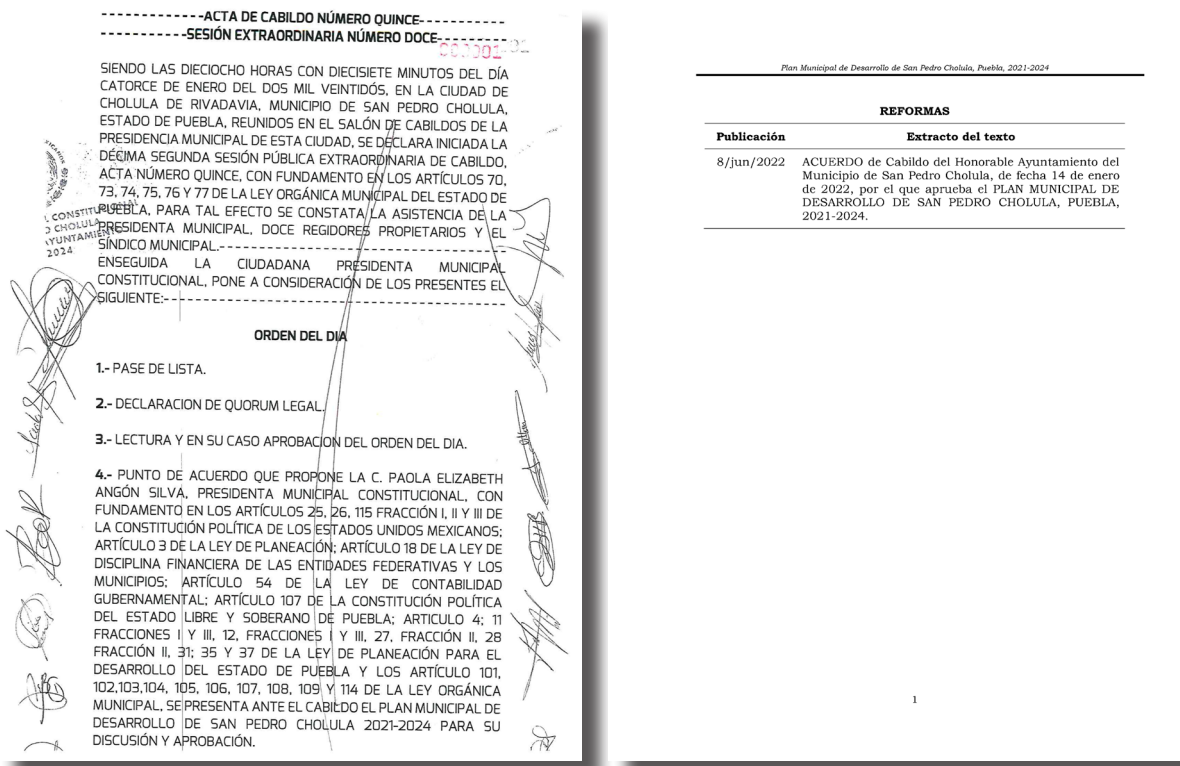 ------------ACTA DE CABILDO NÚMERO QUINCE----------
----------SESIÓN EXTRAORDINARIA NÚMERO DOCE--------
000001
SIENDO LAS DIECIOCHO HORAS CON DIECISIETE MINUTOS DEL DÍA
CATORCE DE ENERO DEL DOS MIL VEINTIDÓS, EN LA CIUDAD DE
CHOLULA DE RIVADAVIA, MUNICIPIO DE SAN PEDRO CHOLULA,
ESTADO DE PUEBLA, REUNIDOS EN EL SALÓN DE CABILDOS DE LA
PRESIDENCIA MUNICIPAL DE ESTA CIUDAD, SE DECLARA INICIADA LA
DÉCIMA SEGUNDA SESIÓN PÚBLICA EXTRAORDINARIA DE CABILDO,
ACTA NÚMERO QUINCE, CON FUNDAMENTO EN LOS ARTÍCULOS 70,
73, 74, 75, 76 Y 77 DE LA LEY ORGÁNICA MUNICIPAL DEL ESTADO DE
PUEBLA, PARA TAL EFECTO SE CONSTATA LA ASISTENCIA DE LA
PRESIDENTA MUNICIPAL, DOCE REGIDORES PROPIETARIOS Y EL
SÍNDICO MUNICIPAL.-----------------------------------
ENSEGUIDA LA CIUDADANA PRESIDENTA MUNICIPAL
CONSTITUCIONAL, PONE A CONSIDERACIÓN DE LOS PRESENTES EL
SIGUIENTE:------------------------------------------
CONSTITUCIONAL
CHOLULA
AYUNTAMIENTO
2024
ORDEN DEL DIA
1.- PASE DE LISTA.
2.- DECLARACION DE QUORUM LEGAL.
3.- LECTURA Y EN SU CASO APROBACION DEL ORDEN DEL DIA.
4.- PUNTO DE ACUERDO QUE PROPONE LA C. PAOLA ELIZABETH
ANGÓN SILVA, PRESIDENTA MUNICIPAL CONSTITUCIONAL, CON
FUNDAMENTO EN LOS ARTÍCULOS 25, 26, 115 FRACCIÓN I, II Y III DE
LA CONSTITUCIÓN POLÍTICA DE LOS ESTADOS UNIDOS MEXICANOS;
ARTÍCULO 3 DE LA LEY DE PLANEACIÓN; ARTÍCULO 18 DE LA LEY DE
DISCIPLINA FINANCIERA DE LAS ENTIDADES FEDERATIVAS Y LOS
MUNICIPIOS; ARTÍCULO 54 DE LA LEY DE CONTABILIDAD
GUBERNAMENTAL; ARTÍCULO 107 DE LA CONSTITUCIÓN POLÍTICA
DEL ESTADO LIBRE Y SOBERANO DE PUEBLA; ARTICULO 4; 11
FRACCIONES I Y III, 12, FRACCIONES I Y III, 27, FRACCIÓN II, 28
FRACCIÓN II, 31; 35 Y 37 DE LA LEY DE PLANEACIÓN PARA EL
DESARROLLO DEL ESTADO DE PUEBLA Y LOS ARTÍCULO 101,
102,103,104, 105, 106, 107, 108, 109 Y 114 DE LA LEY ORGÁNICA
MUNICIPAL, SE PRESENTA ANTE EL CABILDO EL PLAN MUNICIPAL DE
DESARROLLO DE SAN PEDRO CHOLULA 2021-2024 PARA SU
DISCUSIÓN Y APROBACIÓN.
Plan Municipal de Desarrollo de San Pedro Cholula, Puebla, 2021-2024
REFORMAS
Publicación Extracto del texto
8/jun/2022 ACUERDO de Cabildo del Honorable Ayuntamiento del
Municipio de San Pedro Cholula, de fecha 14 de enero
de 2022, por el que aprueba el PLAN MUNICIPAL DE
DESARROLLO DE SAN PEDRO CHOLULA, PUEBLA,
2021-2024.
1